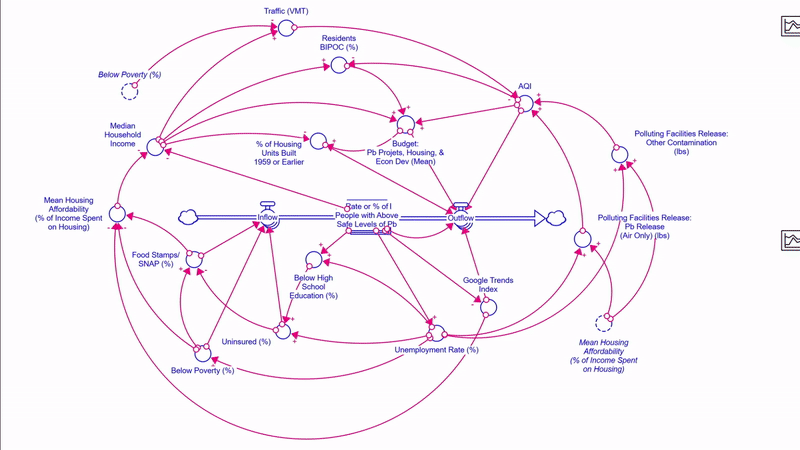 Traffic (VMT)
Residents
BIPOC (%)
Below Poverty (%)
AQI
Median
Household
Income
% of Housing
Units Built
1959 or Earlier
Budget:
Pb Projets, Housing, &
Econ Dev (Mean)
Polluting Facilities Release:
Other Contamination
(lbs)
Mean Housing
Affordability
(% of Income Spent
on Housing)
Inflow
Rate or % of
People with Above
Safe Levels of Pb
Outflow
Polluting Facilities Release:
Pb Release
(Air Only) (lbs)
Food Stamps/
SNAP (%)
Below High
School
Education (%)
Google Trends
Index
Uninsured (%)
Unemployment Rate (%)
Below Poverty (%)
Mean Housing
Affordability
(% of Income Spent
on Housing)